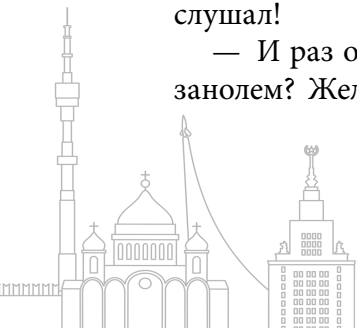 слушал!
— И раз о
занолем? Жел